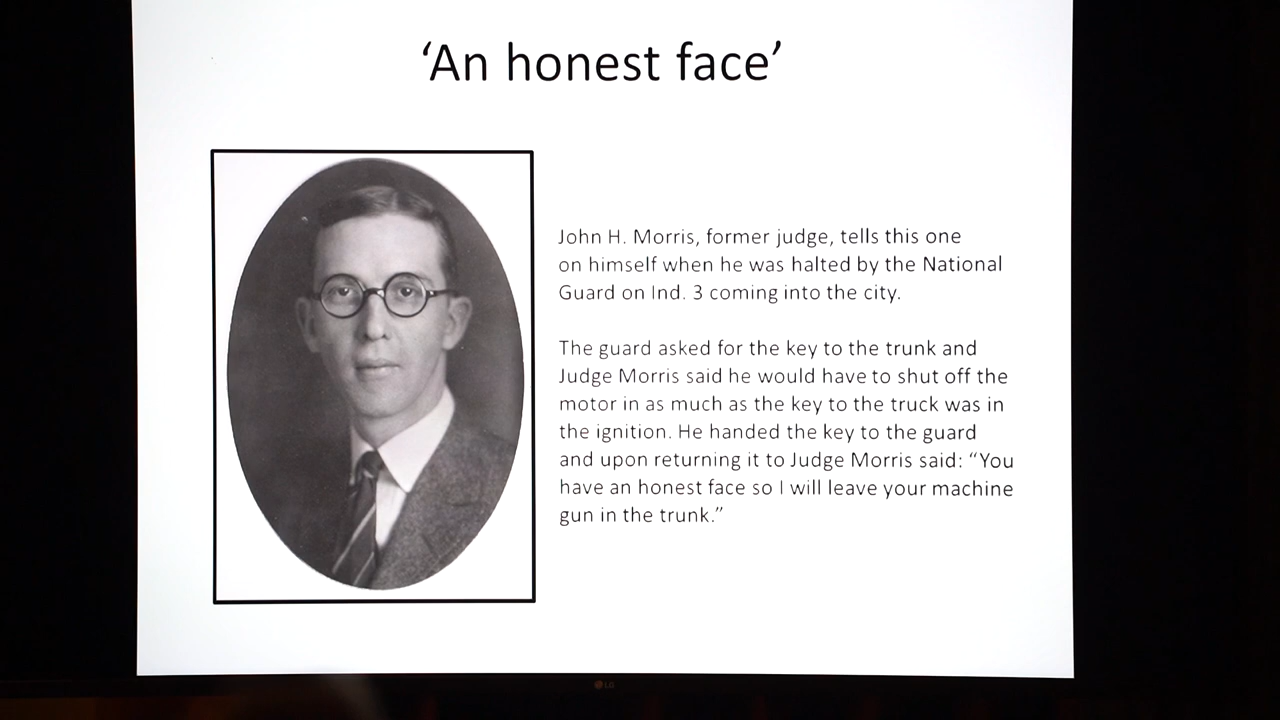 ‘An honest face’
John H. Morris, former judge, tells this one
on himself when he was halted by the National
Guard on Ind. 3 coming into the city.
The guard asked for the key to the trunk and
Judge Morris said he would have to shut off the
motor in as much as the key to the truck was in
the ignition. He handed the key to the guard
and upon returning it to Judge Morris said: “You
have an honest face so I will leave your machine
gun in the trunk.”
LG